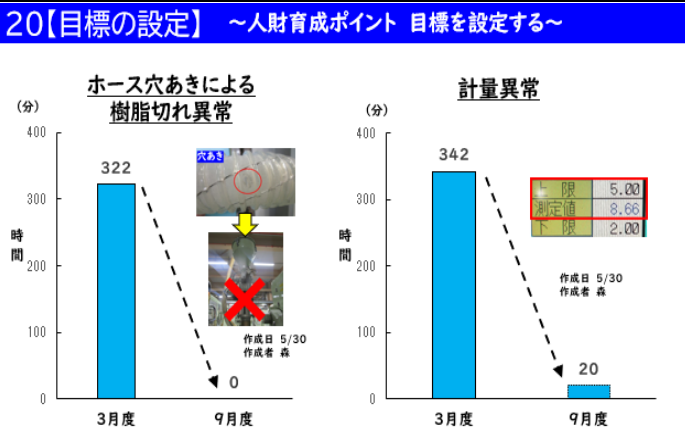 20【目標の設定】 ～人財育成ポイント 目標を設定する～
ホース穴あきによる
樹脂切れ異常
(分)
400
300
200
100
0
時間
322
0
3月度
9月度
穴あき
作成日 5/30
作成者 森
計量異常
(分)
400
300
200
100
0
時間
342
20
3月度
9月度
上 限 5.00
測定値 8.66
下 限 2.00
作成日 5/30
作成者 森